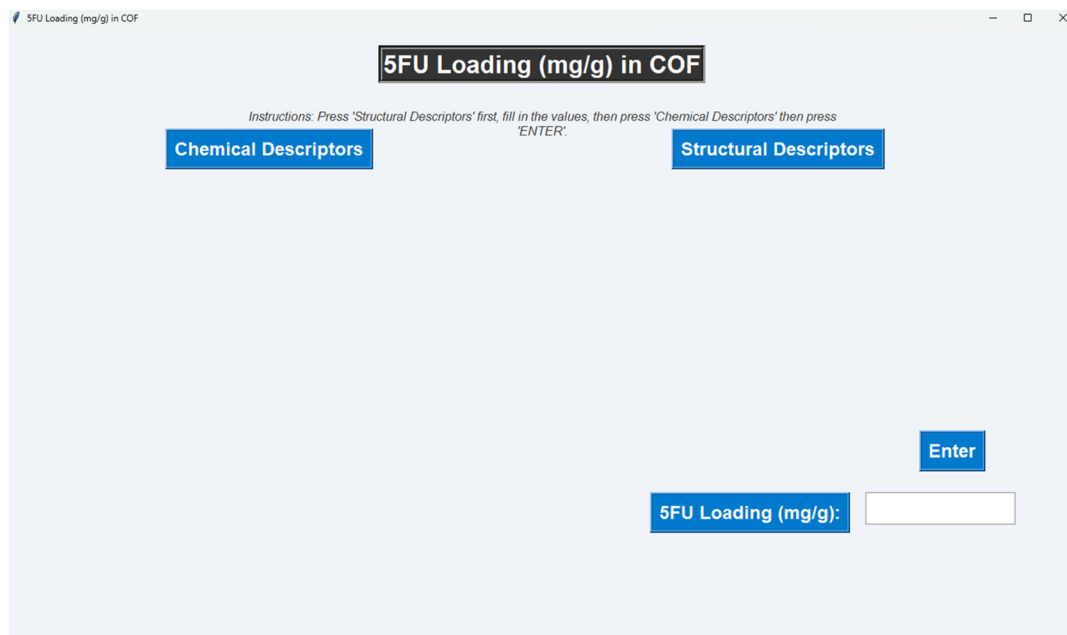 5FU Loading (mg/g) in COF
5FU Loading (mg/g) in COF
Instructions: Press 'Structural Descriptors' first, fill in the values, then press 'Chemical Descriptors' then press
'ENTER'.
Chemical Descriptors
Structural Descriptors
Enter
5FU Loading (mg/g):